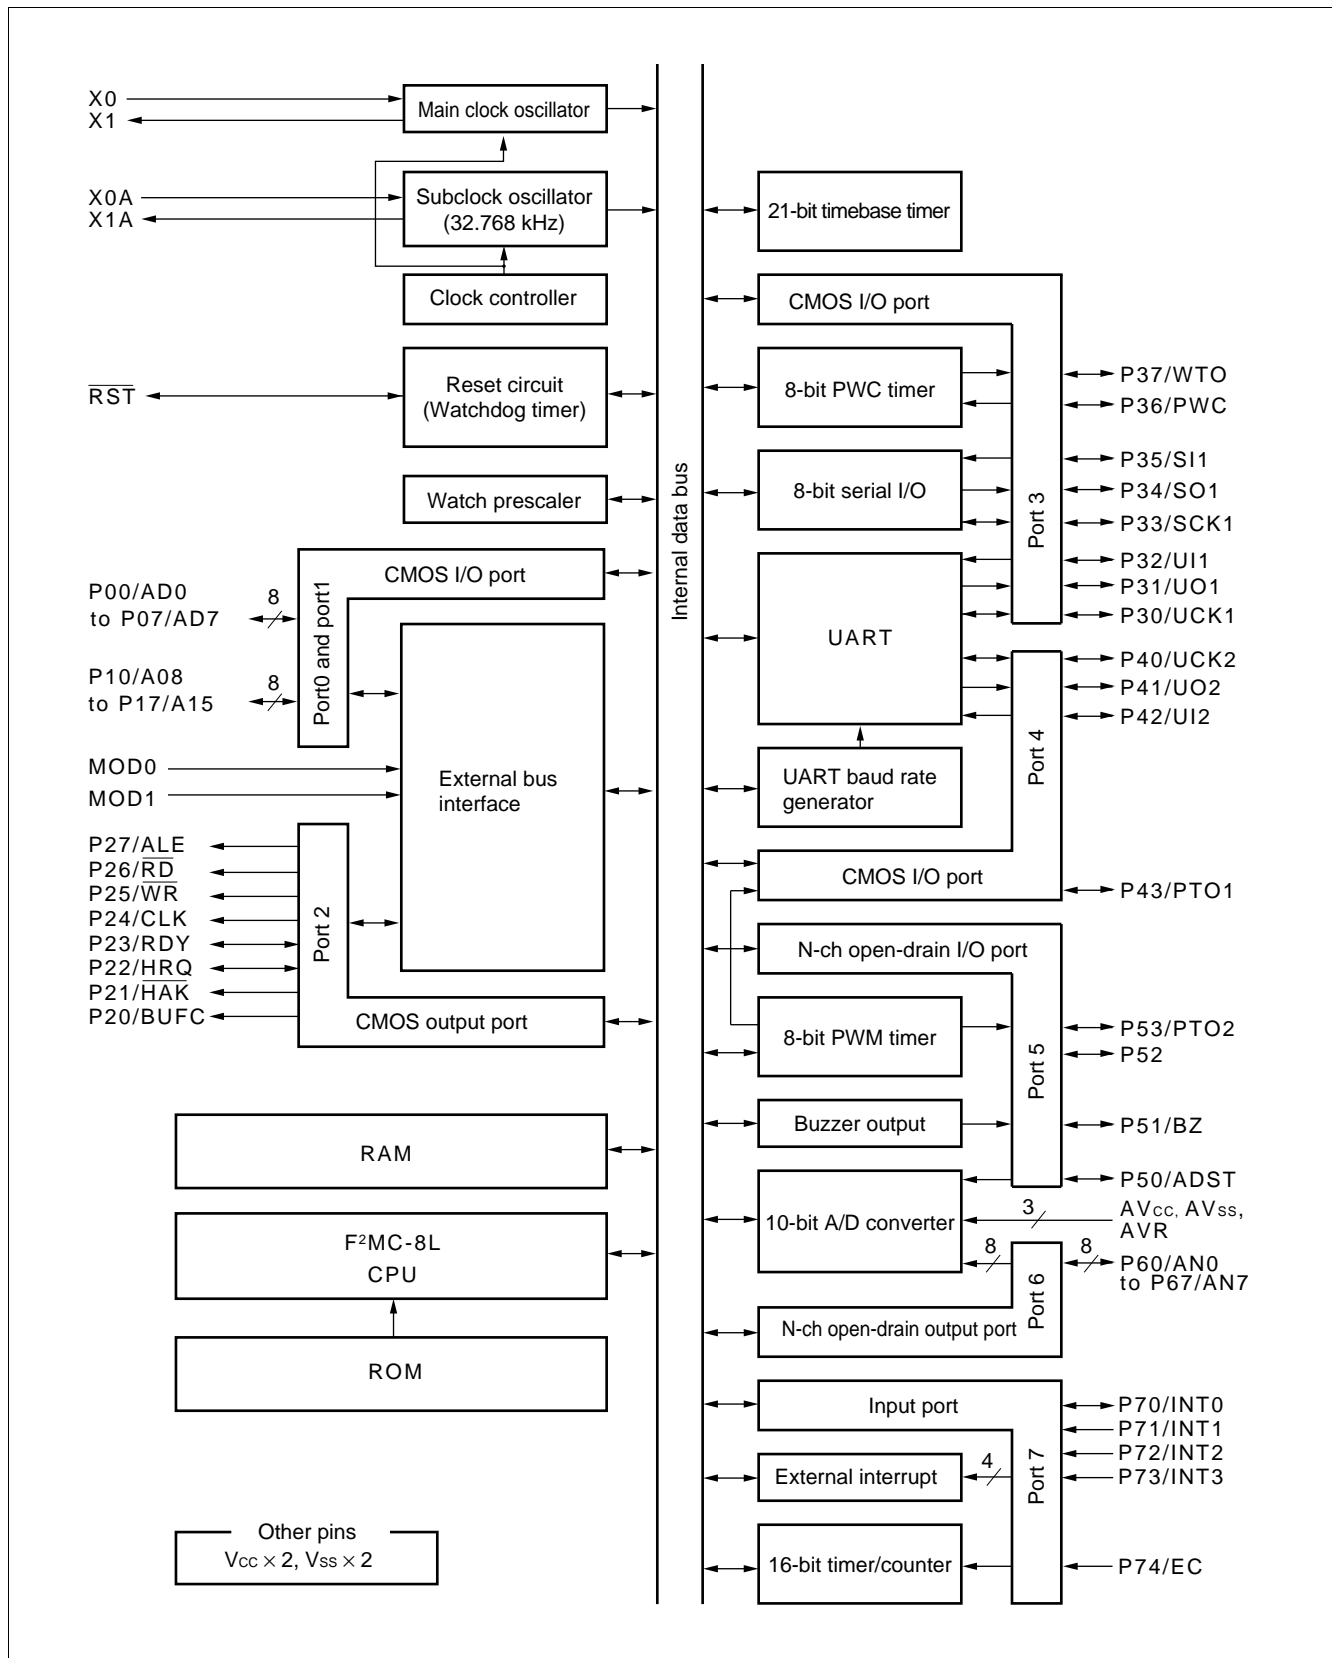 X0
X1
Main clock oscillator
X0A
X1A
Subclock oscillator
(32.768 kHz)
Clock controller
RST
Reset circuit
(Watchdog timer)
Watch prescaler
CMOS I/O port
P00/AD0
to P07/AD7
8
P10/A08
to P17/A15
8
Port0 and port1
MOD0
MOD1
External bus
interface
P27/ALE
P26/RD
P25/WR
P24/CLK
P23/RDY
P22/HRQ
P21/HAK
P20/BUFC
Port 2
CMOS output port
RAM
F²MC-8L
CPU
ROM
Other pins
Vcc × 2, Vss × 2
Internal data bus
21-bit timebase timer
CMOS I/O port
8-bit PWC timer
8-bit serial I/O
UART
UART baud rate
generator
Port 3
P37/WTO
P36/PWC
P35/SI1
P34/SO1
P33/SCK1
P32/UI1
P31/UO1
P30/UCK1
P40/UCK2
P41/UO2
P42/UI2
Port 4
CMOS I/O port
P43/PTO1
N-ch open-drain I/O port
8-bit PWM timer
Port 5
P53/PTO2
P52
Buzzer output
P51/BZ
P50/ADST
10-bit A/D converter
3
AVcc, AVss,
AVR
8
8
P60/AN0
to P67/AN7
Port 6
N-ch open-drain output port
Input port
P70/INT0
P71/INT1
P72/INT2
P73/INT3
External interrupt
4
Port 7
16-bit timer/counter
P74/EC